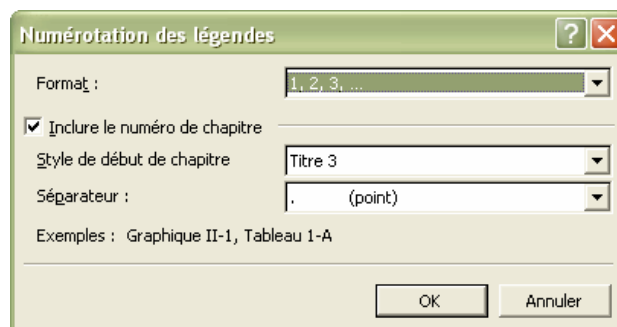 Numérotation des légendes
Format : 1, 2, 3, ...
Inclure le numéro de chapitre
Style de début de chapitre Titre 3
Séparateur : . (point)
Exemples : Graphique II-1, Tableau 1-A
OK Annuler